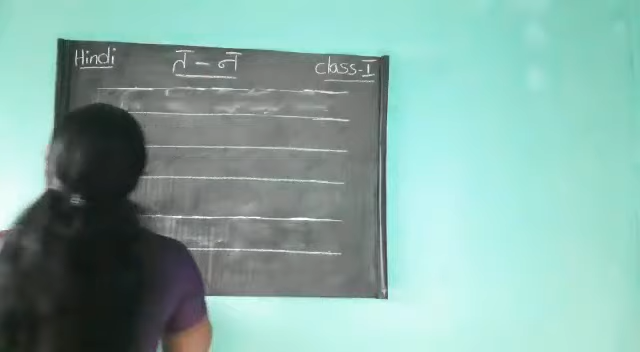 Hindi
त - न
class-I